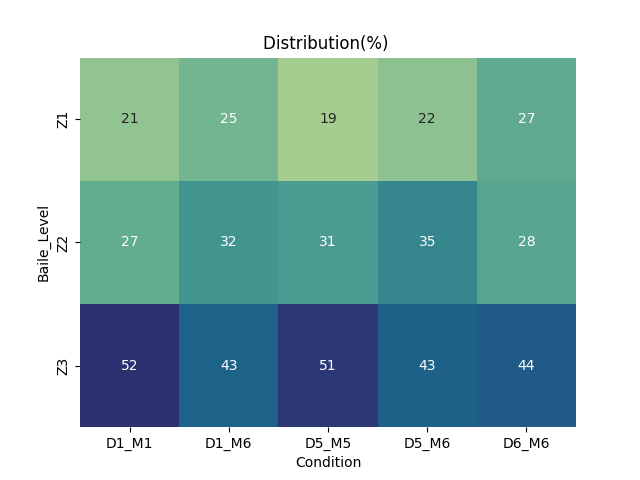 Distribution(%)
Baile_Level
Z1 21 25 19 22 27
Z2 27 32 31 35 28
Z3 52 43 51 43 44
D1_M1 D1_M6 D5_M5 D5_M6 D6_M6
Condition